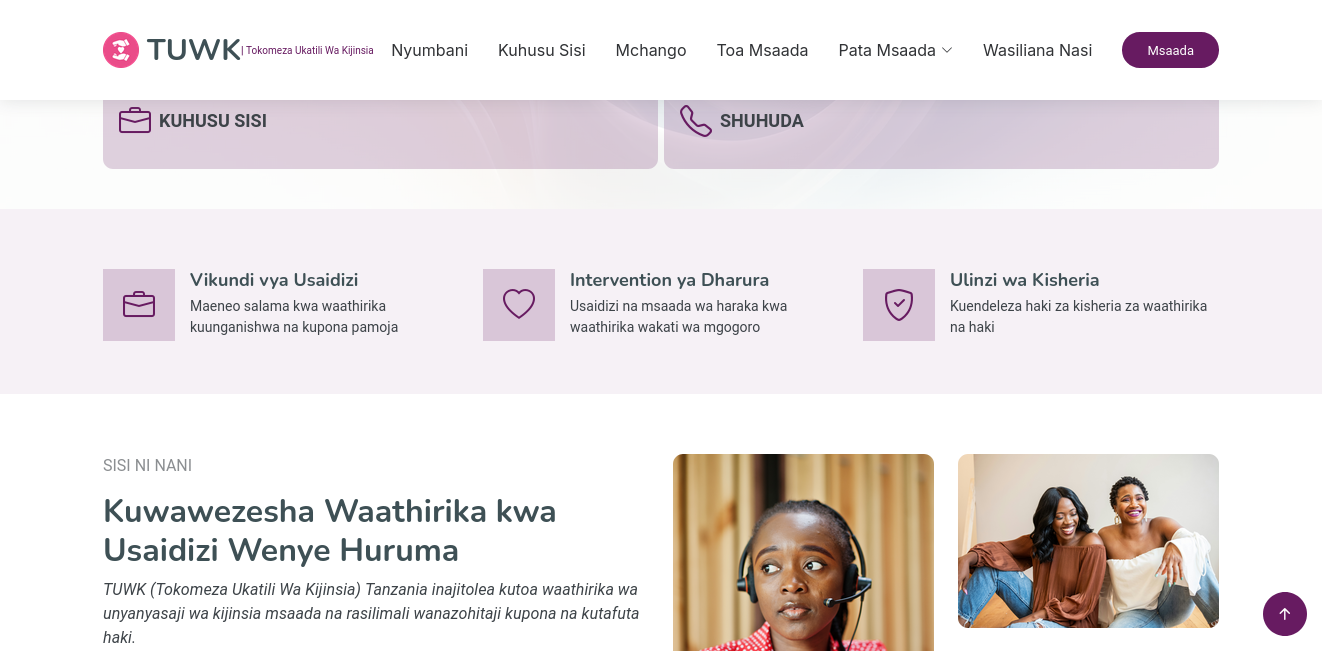 TUWK | Tokomeza Ukatili Wa Kijinsia Nyumbani Kuhusu Sisi Mchango Toa Msaada Pata Msaada Wasiliana Nasi Msaada
KUHUSU SISI SHUHUDA
Vikundi vya Usaidizi
Maeneo salama kwa waathirika
kuunganishwa na kupona pamoja
Intervention ya Dharura
Usaidizi na msaada wa haraka kwa
waathirika wakati wa mgogoro
Ulinzi wa Kisheria
Kuendeleza haki za kisheria za waathirika
na haki
SISI NI NANI
Kuwawezesha Waathirika kwa
Usaidizi Wenye Huruma
TUWK (Tokomeza Ukatili Wa Kijinsia) Tanzania inajitolea kutoa waathirika wa
unyanyasaji wa kijinsia msaada na rasilimali wanazohitaji kupona na kutafuta
haki.